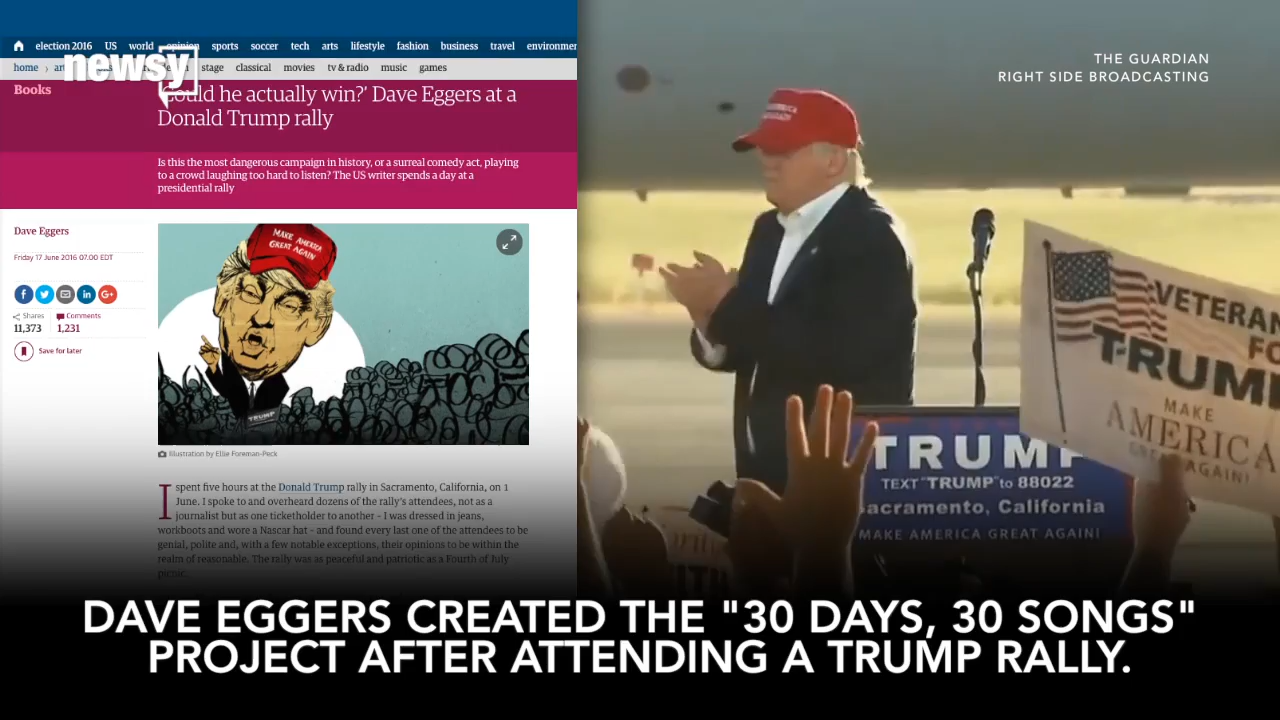 election 2016 US world opinion sports soccer tech arts lifestyle fashion business travel
newsy
home
stage classical movies tv & radio music games
Books
'Could he actually win?' Dave Eggers at a
Donald Trump rally
Is this the most dangerous campaign in history, or a surreal comedy act, playing
to a crowd laughing too hard to listen? The US writer spends a day at a
presidential rally
Dave Eggers
Friday 17 June 2016 07.00 EDT
Shares
11,373
Comments
1,231
Save for later
MAKE AMERICA
GREAT AGAIN
TRUMP
Illustration by Ellie Foreman-Peck
I spent five hours at the Donald Trump rally in Sacramento, California, on 1
June. I spoke to and overheard dozens of the rally's attendees, not as a
journalist but as one ticketholder to another – I was dressed in jeans,
workboots and wore a Nascar hat – and found every last one of the attendees to be
genial, polite and, with a few notable exceptions, their opinions to be within the
realm of reasonable. The rally was as peaceful and patriotic as a Fourth of July
picnic.
THE GUARDIAN
RIGHT SIDE BROADCASTING
VETERAN
FO
TRUMP
MAKE
AMERICA
GREAT AGAIN!
TRUMP
TEXT "TRUMP" to 88022
Sacramento, California
MAKE AMERICA GREAT AGAIN!
DAVE EGGERS CREATED THE "30 DAYS, 30 SONGS"
PROJECT AFTER ATTENDING A TRUMP RALLY.